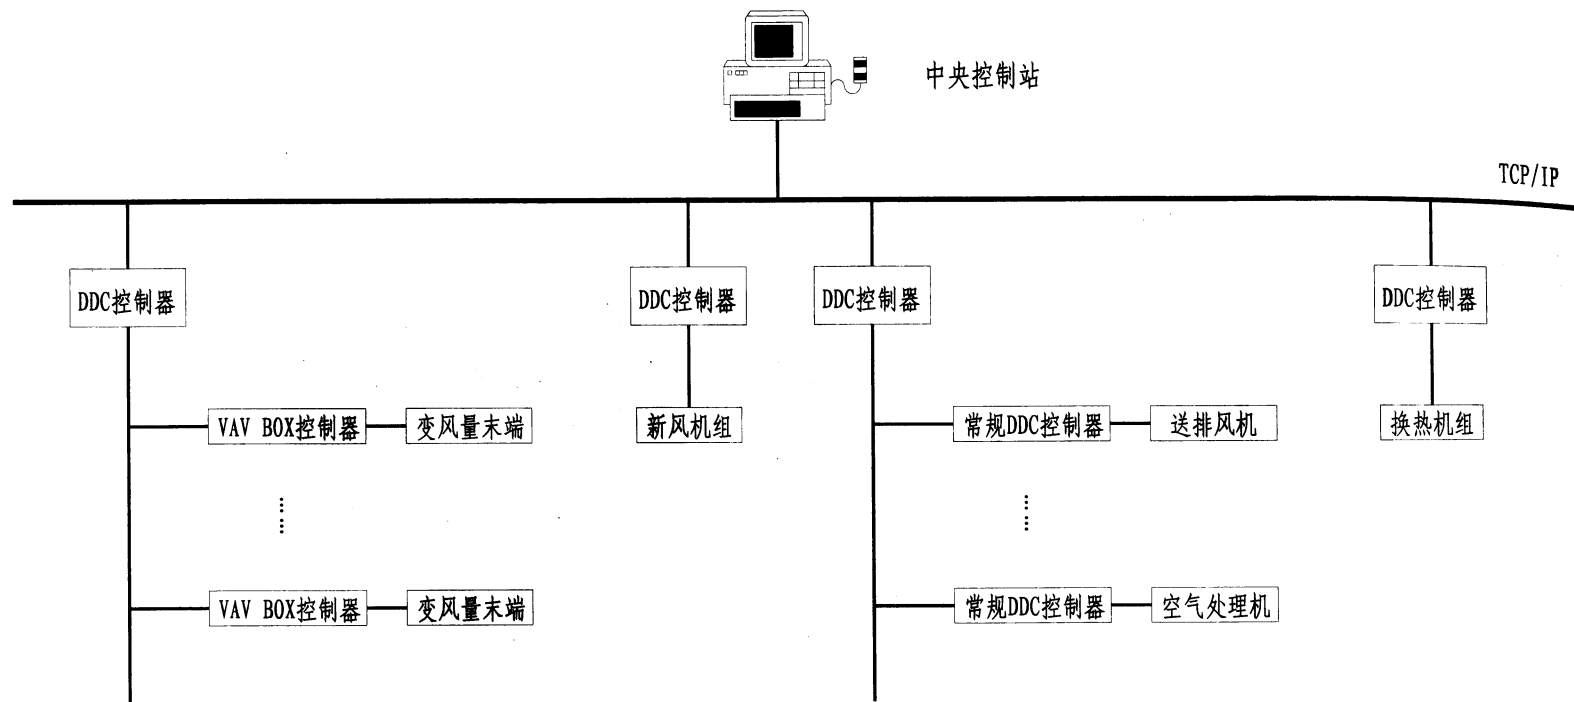 中央控制站
TCP/IP
DDC控制器
DDC控制器
DDC控制器
DDC控制器
VAV BOX控制器
变风量末端
新风机组
常规DDC控制器
送排风机
换热机组
VAV BOX控制器
变风量末端
常规DDC控制器
空气处理机